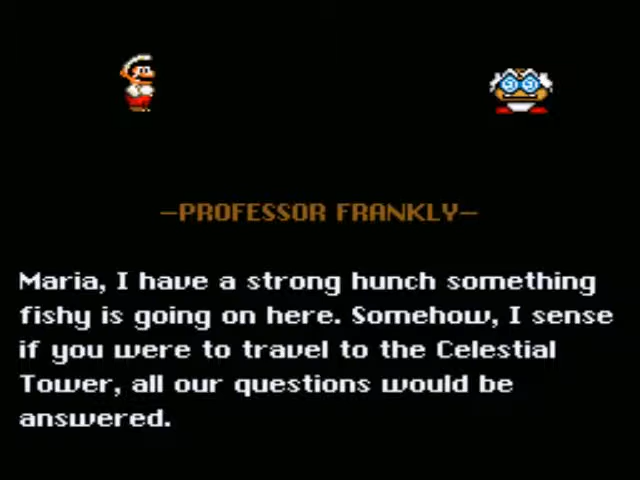 -PROFESSOR FRANKLY-
Maria, I have a strong hunch something
fishy is going on here. Somehow, I sense
if you were to travel to the Celestial
Tower, all our questions would be
answered.